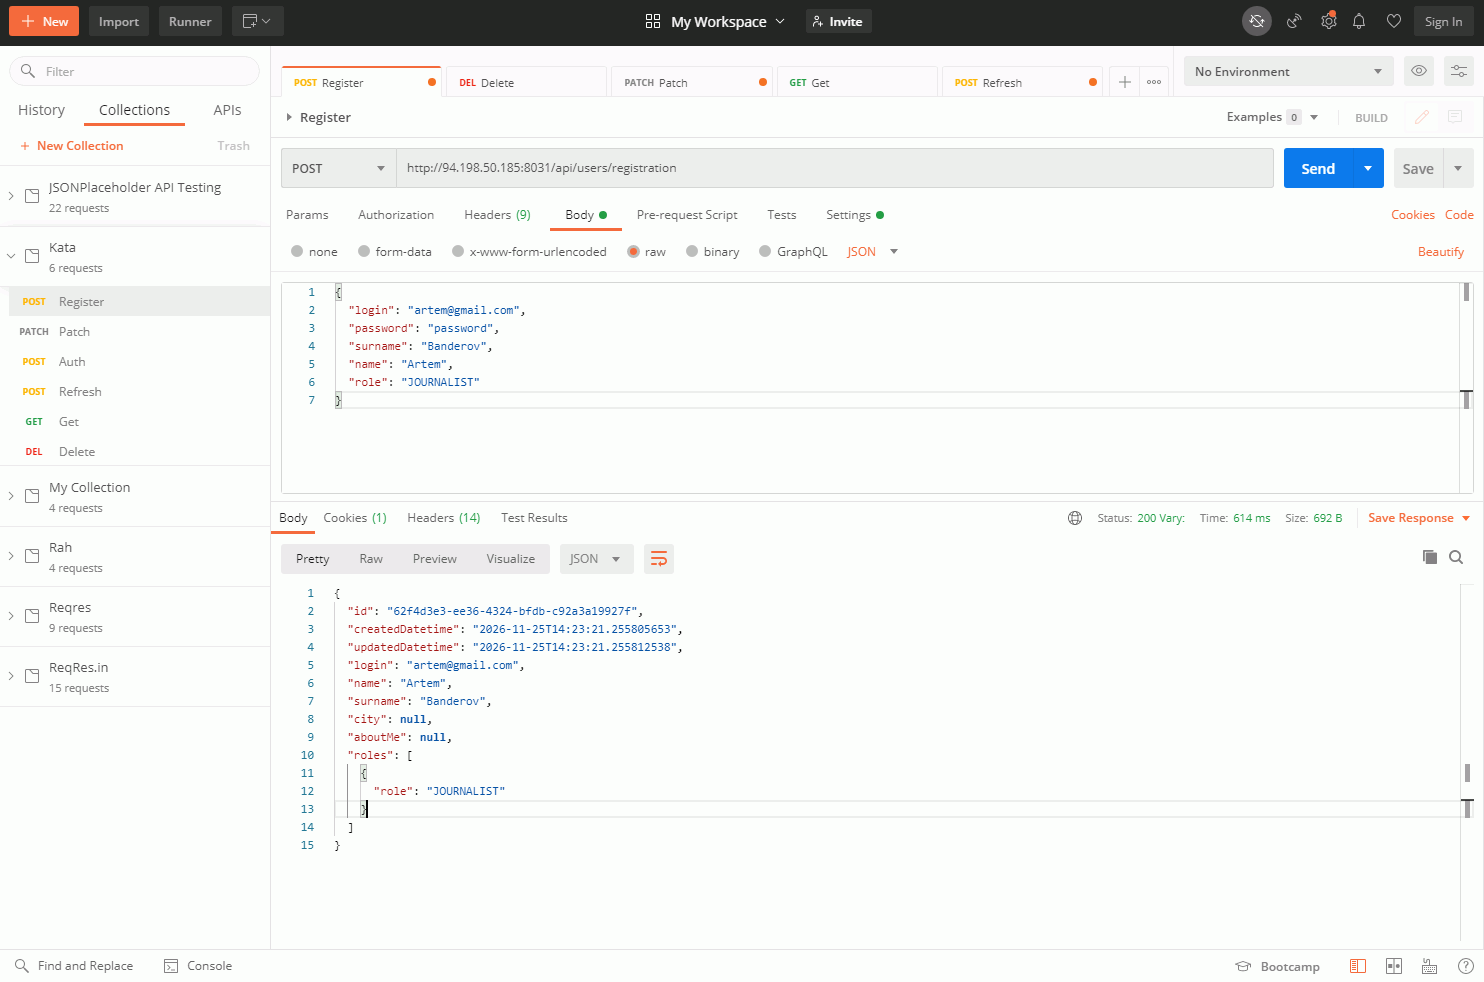 New Import Runner My Workspace Invite Sign In
Filter
History Collections APIs
New Collection Trash
JSONPlaceholder API Testing
22 requests
Kata
6 requests
POST Register
PATCH Patch
POST Auth
POST Refresh
GET Get
DEL Delete
My Collection
4 requests
Rah
4 requests
Reqres
9 requests
ReqRes.in
15 requests
POST Register DEL Delete PATCH Patch GET Get POST Refresh No Environment
Register Examples 0 BUILD
POST http://94.198.50.185:8031/api/users/registration Send Save
Params Authorization Headers (9) Body Pre-request Script Tests Settings Cookies Code
none form-data x-www-form-urlencoded raw binary GraphQL JSON Beautify
1 {
2 "login": "artem@gmail.com",
3 "password": "password",
4 "surname": "Banderov",
5 "name": "Artem",
6 "role": "JOURNALIST"
7 }
Body Cookies (1) Headers (14) Test Results Status: 200 Vary: Time: 614 ms Size: 692 B Save Response
Pretty Raw Preview Visualize JSON
1 {
2 "id": "62f4d3e3-ee36-4324-bfdb-c92a3a19927f",
3 "createdDatetime": "2026-11-25T14:23:21.255805653",
4 "updatedDatetime": "2026-11-25T14:23:21.255812538",
5 "login": "artem@gmail.com",
6 "name": "Artem",
7 "surname": "Banderov",
8 "city": null,
9 "aboutMe": null,
10 "roles": [
11 {
12 "role": "JOURNALIST"
13 }
14 ]
15 }
Find and Replace Console Bootcamp